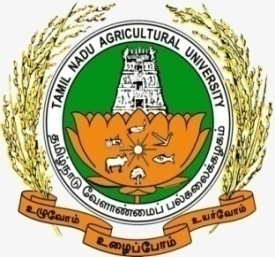 TAMIL NADU AGRICULTURAL UNIVERSITY
தமிழ்நாடு வேளாண்மைப் பல்கலைக்கழகம்
உழுவோம்
உழைப்போம்
உயர்வோம்